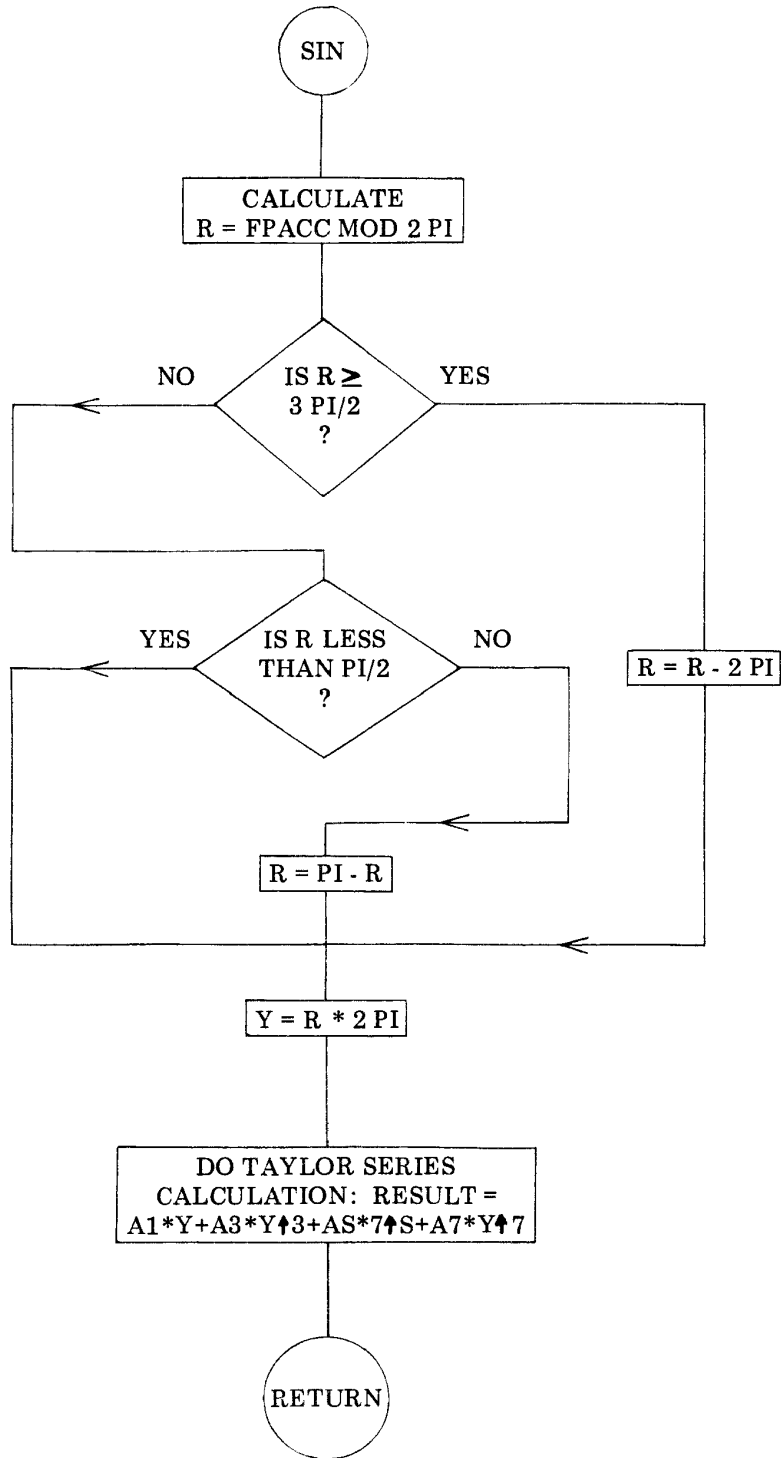 SIN
CALCULATE
R = FPACC MOD 2 PI
NO
IS R ≥
3 PI/2
?
YES
YES
IS R LESS
THAN PI/2
?
NO
R = R - 2 PI
R = PI - R
Y = R * 2 PI
DO TAYLOR SERIES
CALCULATION: RESULT =
A1*Y+A3*Y↑3+AS*7↑S+A7*Y↑7
RETURN